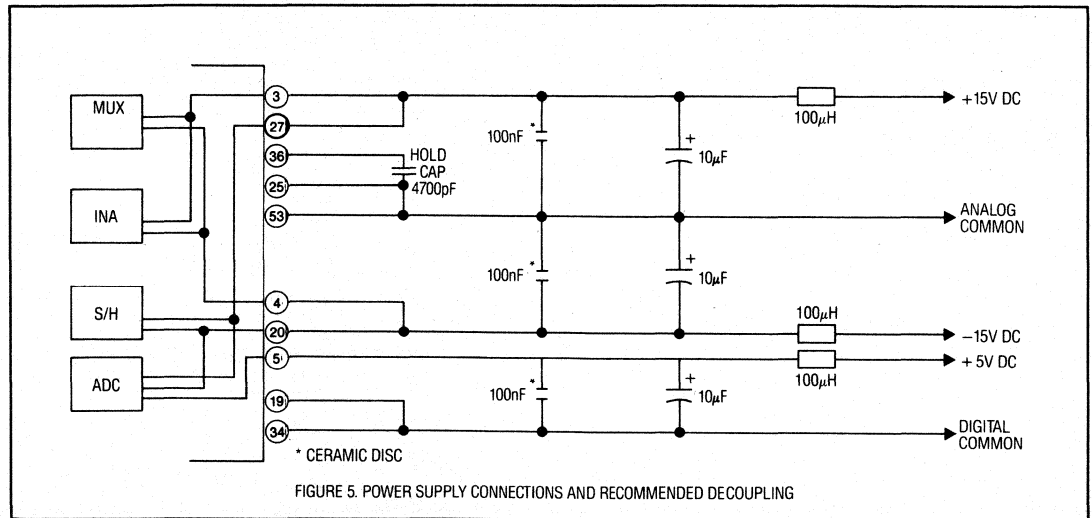 MUX
INA
S/H
ADC
3
27
36
25
53
4
20
5
19
34
HOLD
CAP
4700pF
100nF *
+
10µF
100µH
+15V DC
ANALOG
COMMON
100nF *
+
10µF
100µH
−15V DC
+ 5V DC
100µH
100nF *
+
10µF
DIGITAL
COMMON
* CERAMIC DISC
FIGURE 5. POWER SUPPLY CONNECTIONS AND RECOMMENDED DECOUPLING